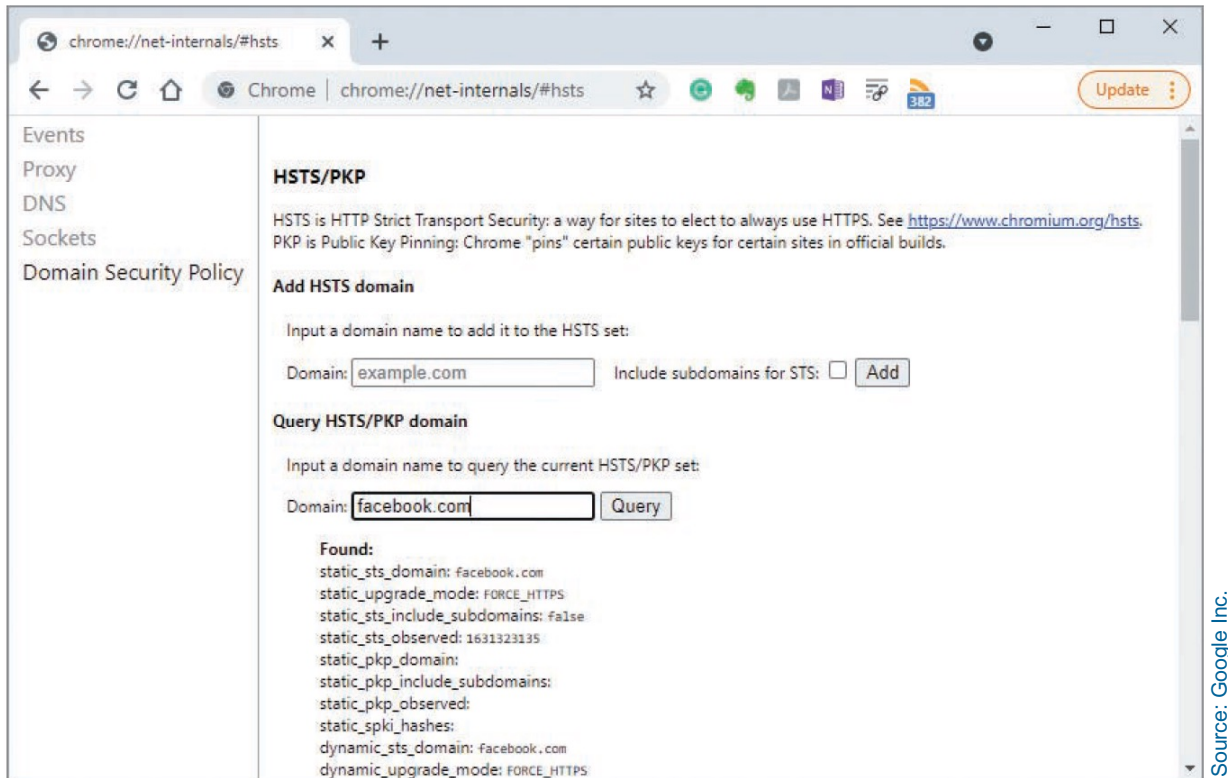 chrome://net-internals/#hsts
Chrome | chrome://net-internals/#hsts
382
Update
Events
Proxy
DNS
Sockets
Domain Security Policy
HSTS/PKP
HSTS is HTTP Strict Transport Security: a way for sites to elect to always use HTTPS. See https://www.chromium.org/hsts.
PKP is Public Key Pinning: Chrome "pins" certain public keys for certain sites in official builds.
Add HSTS domain
Input a domain name to add it to the HSTS set:
Domain: example.com Include subdomains for STS: Add
Query HSTS/PKP domain
Input a domain name to query the current HSTS/PKP set:
Domain: facebook.com Query
Found:
static_sts_domain: facebook.com
static_upgrade_mode: FORCE_HTTPS
static_sts_include_subdomains: false
static_sts_observed: 1631323135
static_pkp_domain:
static_pkp_include_subdomains:
static_pkp_observed:
static_spki_hashes:
dynamic_sts_domain: facebook.com
dynamic_upgrade_mode: FORCE_HTTPS
Source: Google Inc.